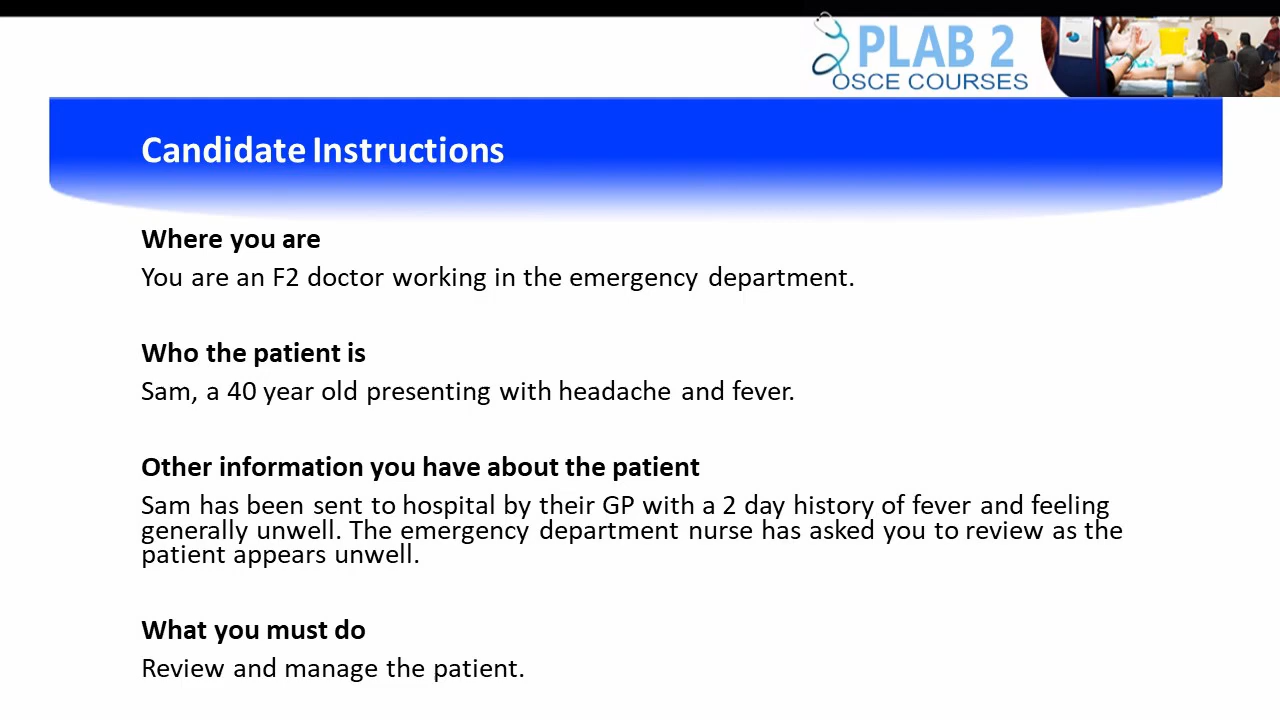 PLAB 2
OSCE COURSES
Candidate Instructions
Where you are
You are an F2 doctor working in the emergency department.
Who the patient is
Sam, a 40 year old presenting with headache and fever.
Other information you have about the patient
Sam has been sent to hospital by their GP with a 2 day history of fever and feeling
generally unwell. The emergency department nurse has asked you to review as the
patient appears unwell.
What you must do
Review and manage the patient.